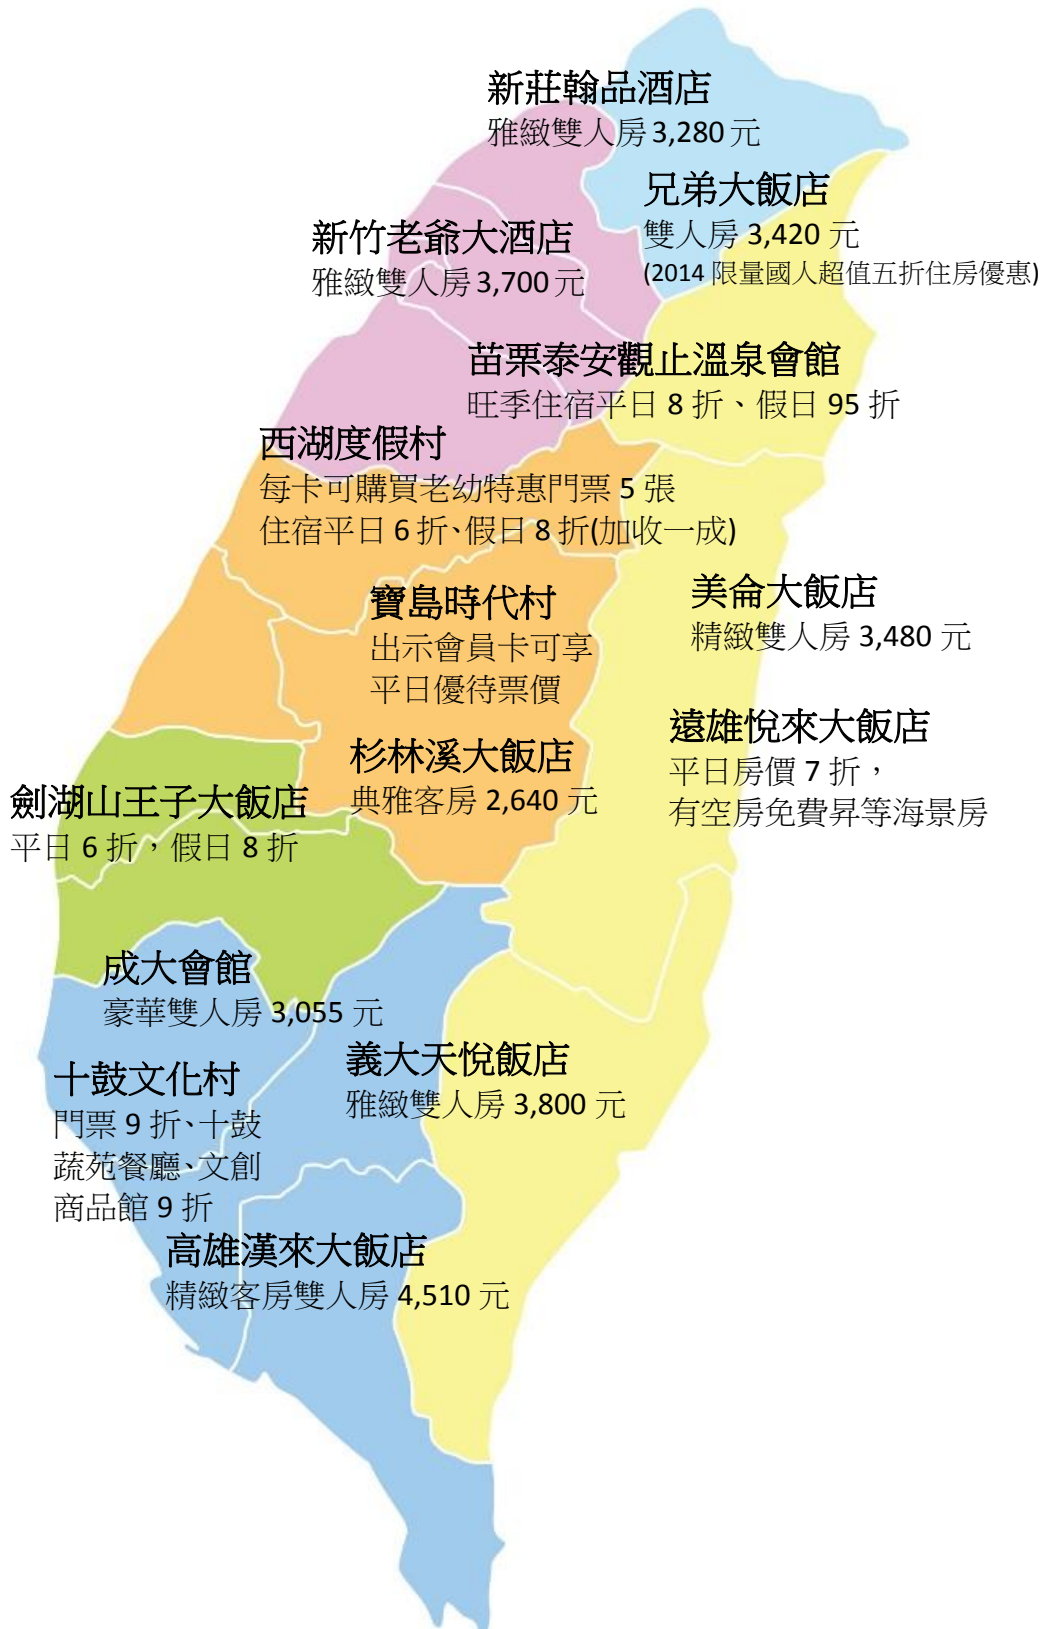 新莊翰品酒店
雅緻雙人房 3,280 元
兄弟大飯店
雙人房 3,420 元
(2014 限量國人超值五折住房優惠)
新竹老爺大酒店
雅緻雙人房 3,700 元
苗栗泰安觀止溫泉會館
旺季住宿平日 8 折、假日 95 折
西湖度假村
每卡可購買老幼特惠門票 5 張
住宿平日 6 折、假日 8 折(加收一成)
寶島時代村
出示會員卡可享
平日優待票價
美侖大飯店
精緻雙人房 3,480 元
遠雄悅來大飯店
平日房價 7 折，
有空房免費昇等海景房
杉林溪大飯店
典雅客房 2,640 元
劍湖山王子大飯店
平日 6 折，假日 8 折
成大會館
豪華雙人房 3,055 元
義大天悅飯店
雅緻雙人房 3,800 元
十鼓文化村
門票 9 折、十鼓
蔬苑餐廳、文創
商品館 9 折
高雄漢來大飯店
精緻客房雙人房 4,510 元